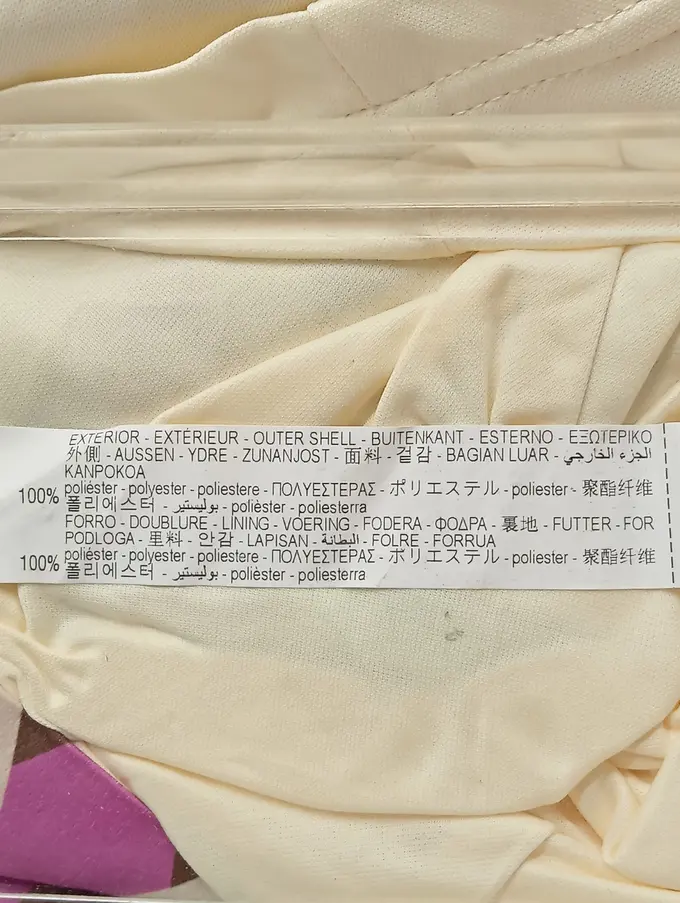 EXTERIOR - EXTÉRIEUR - OUTER SHELL - BUITENKANT - ESTERNO - ΕΞΩΤΕΡΙΚΟ
外側 - AUSSEN - YDRE - ZUNANJOST - 面料 - 겉감 - BAGIAN LUAR - الجزء الخارجي
KANPOKOA
100% poliéster - polyester - poliestere - ΠΟΛΥΕΣΤΕΡΑΣ - ポリエステル - poliester - 聚酯纤维
폴리에스터 - بوليستير - polièster - poliesterra
FORRO - DOUBLURE - LINING - VOERING - FODERA - ΦΟΔΡΑ - 裏地 - FUTTER - FOR
PODLOGA - 里料 - 안감 - LAPISAN - البطانة - FOLRE - FORRUA
100% poliéster - polyester - poliestere - ΠΟΛΥΕΣΤΕΡΑΣ - ポリエステル - poliester - 聚酯纤维
폴리에스터 - بوليستير - polièster - poliesterra